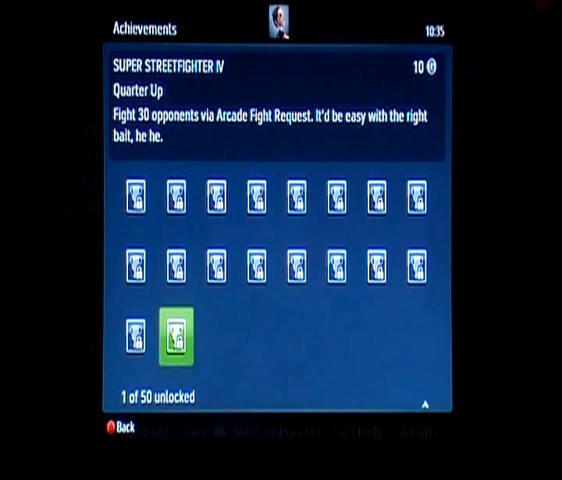 Achievements
10:35
SUPER STREETFIGHTER IV
10 G
Quarter Up
Fight 30 opponents via Arcade Fight Request. It'd be easy with the right
bait, he he.
1 of 50 unlocked
Back